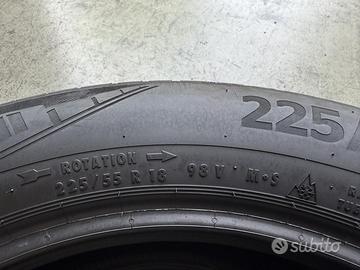 225
ROTATION
225/55 R 18 98 V M+S
subito